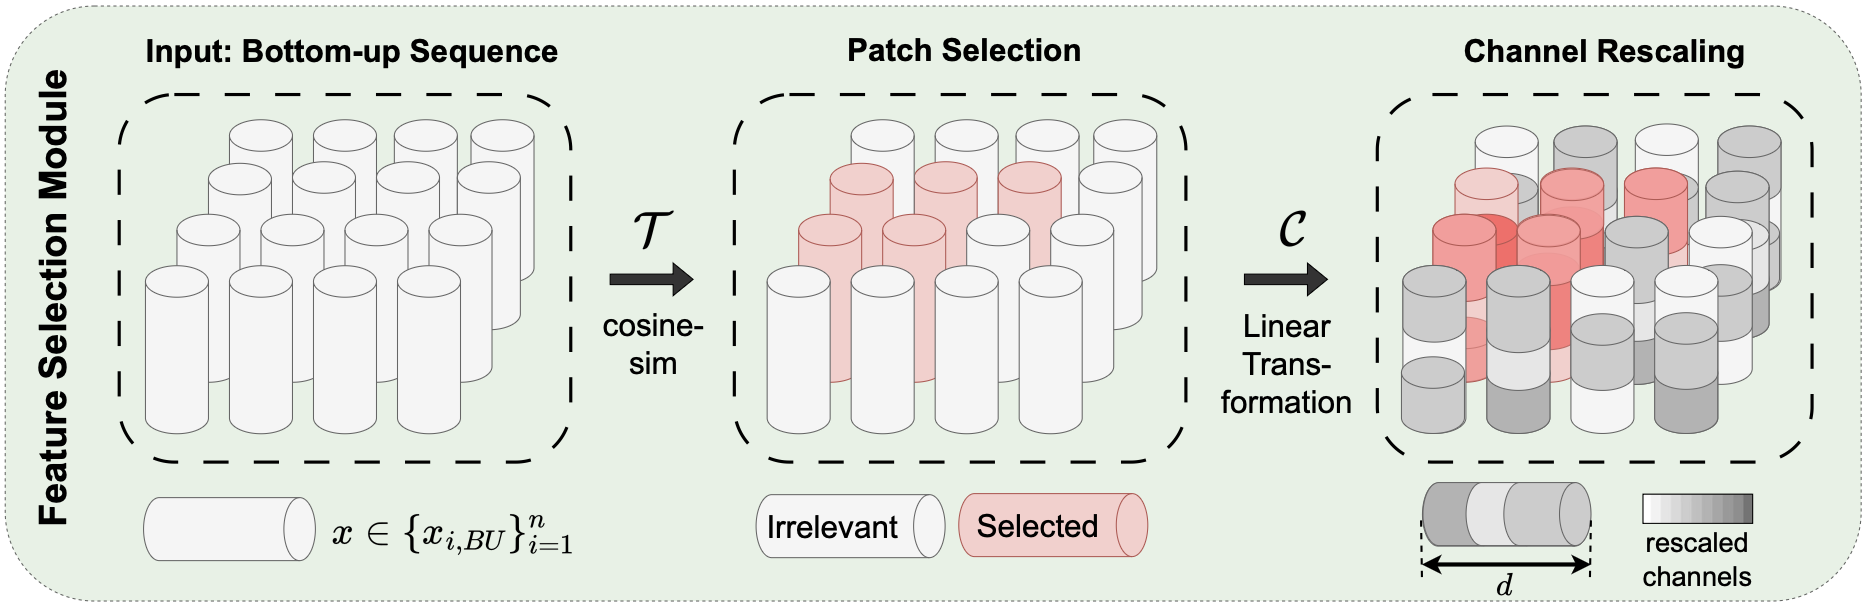 Feature Selection Module
Input: Bottom-up Sequence
Patch Selection
Channel Rescaling
𝒯
cosine-
sim
𝒞
Linear
Trans-
formation
x ∈ {x_{i,BU}}_{i=1}^{n}
Irrelevant
Selected
d
rescaled
channels